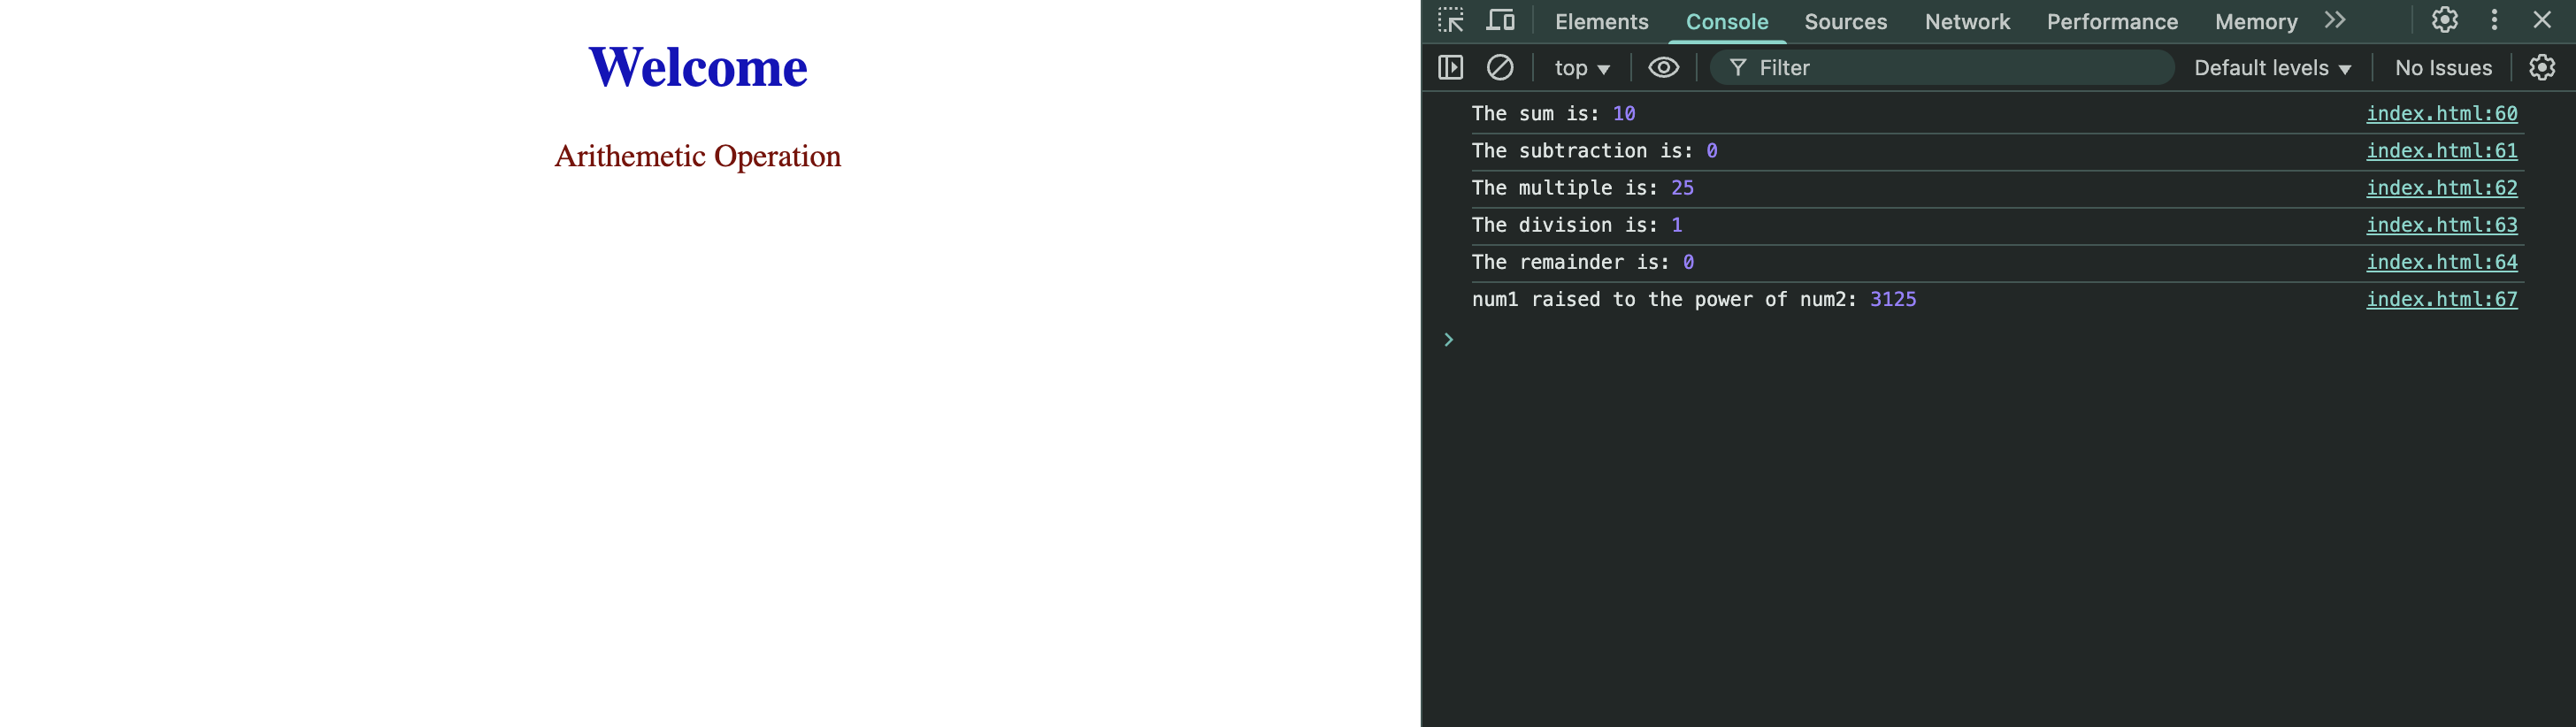 Welcome
Arithemetic Operation
Elements Console Sources Network Performance Memory
top Filter Default levels No Issues
The sum is: 10 index.html:60
The subtraction is: 0 index.html:61
The multiple is: 25 index.html:62
The division is: 1 index.html:63
The remainder is: 0 index.html:64
num1 raised to the power of num2: 3125 index.html:67